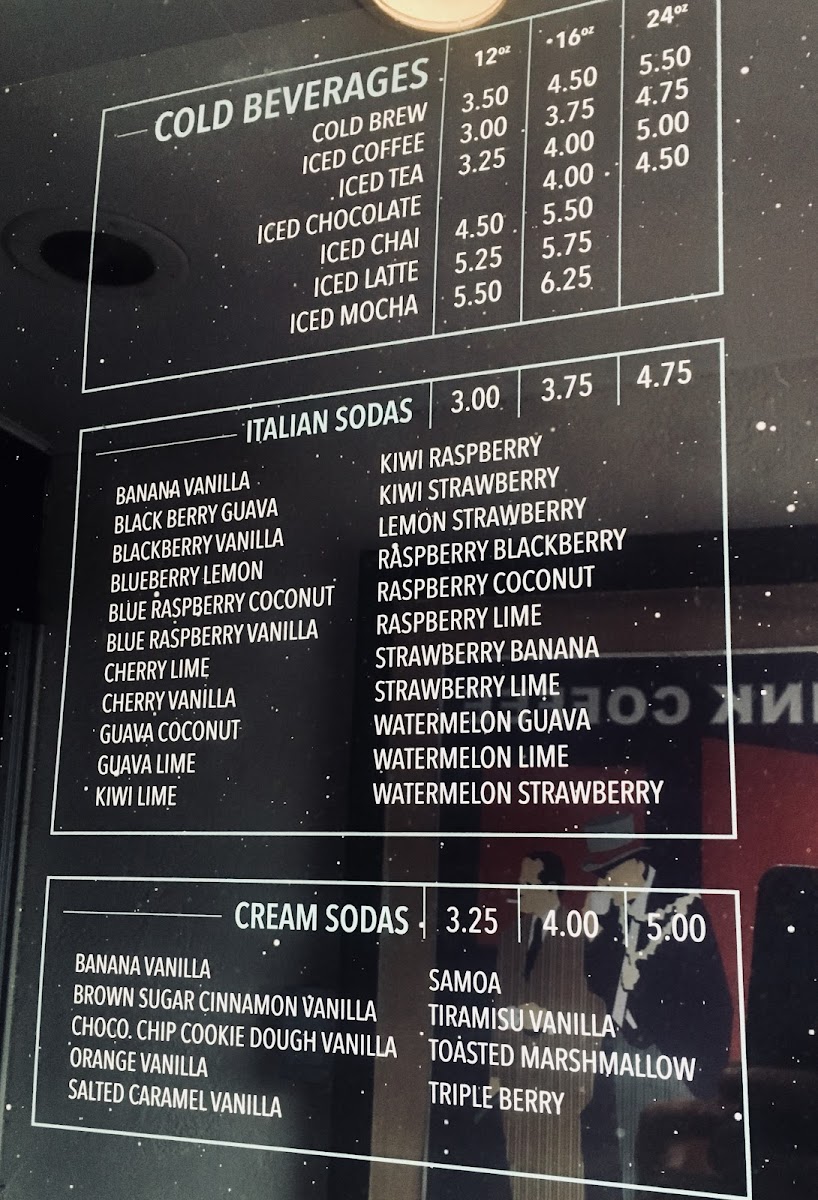 COLD BEVERAGES 12oz 16oz 24oz
COLD BREW 3.50 4.50 5.50
ICED COFFEE 3.00 3.75 4.75
ICED TEA 3.25 4.00 5.00
ICED CHOCOLATE 4.00 4.50
ICED CHAI 4.50 5.50
ICED LATTE 5.25 5.75
ICED MOCHA 5.50 6.25
ITALIAN SODAS 3.00 3.75 4.75
BANANA VANILLA
BLACK BERRY GUAVA
BLACKBERRY VANILLA
BLUEBERRY LEMON
BLUE RASPBERRY COCONUT
BLUE RASPBERRY VANILLA
CHERRY LIME
CHERRY VANILLA
GUAVA COCONUT
GUAVA LIME
KIWI LIME
KIWI RASPBERRY
KIWI STRAWBERRY
LEMON STRAWBERRY
RASPBERRY BLACKBERRY
RASPBERRY COCONUT
RASPBERRY LIME
STRAWBERRY BANANA
STRAWBERRY LIME
WATERMELON GUAVA
WATERMELON LIME
WATERMELON STRAWBERRY
CREAM SODAS 3.25 4.00 5.00
BANANA VANILLA
BROWN SUGAR CINNAMON VANILLA
CHOCO. CHIP COOKIE DOUGH VANILLA
ORANGE VANILLA
SALTED CARAMEL VANILLA
SAMOA
TIRAMISU VANILLA
TOASTED MARSHMALLOW
TRIPLE BERRY